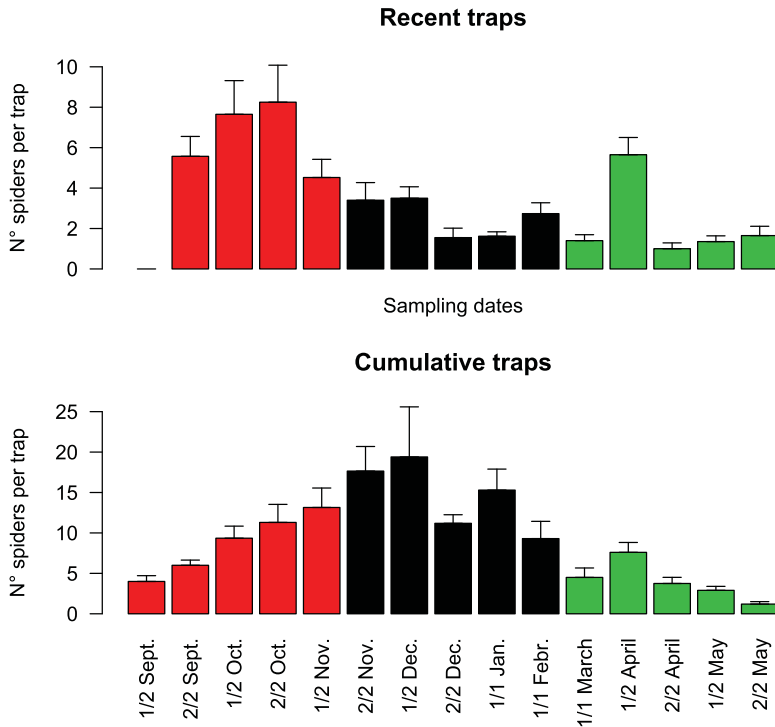 Recent traps
N° spiders per trap
10
8
6
4
2
0
Sampling dates
Cumulative traps
N° spiders per trap
25
20
15
10
5
0
1/2 Sept.
2/2 Sept.
1/2 Oct.
2/2 Oct.
1/2 Nov.
2/2 Nov.
1/2 Dec.
2/2 Dec.
1/1 Jan.
1/1 Febr.
1/1 March
1/2 April
2/2 April
1/2 May
2/2 May